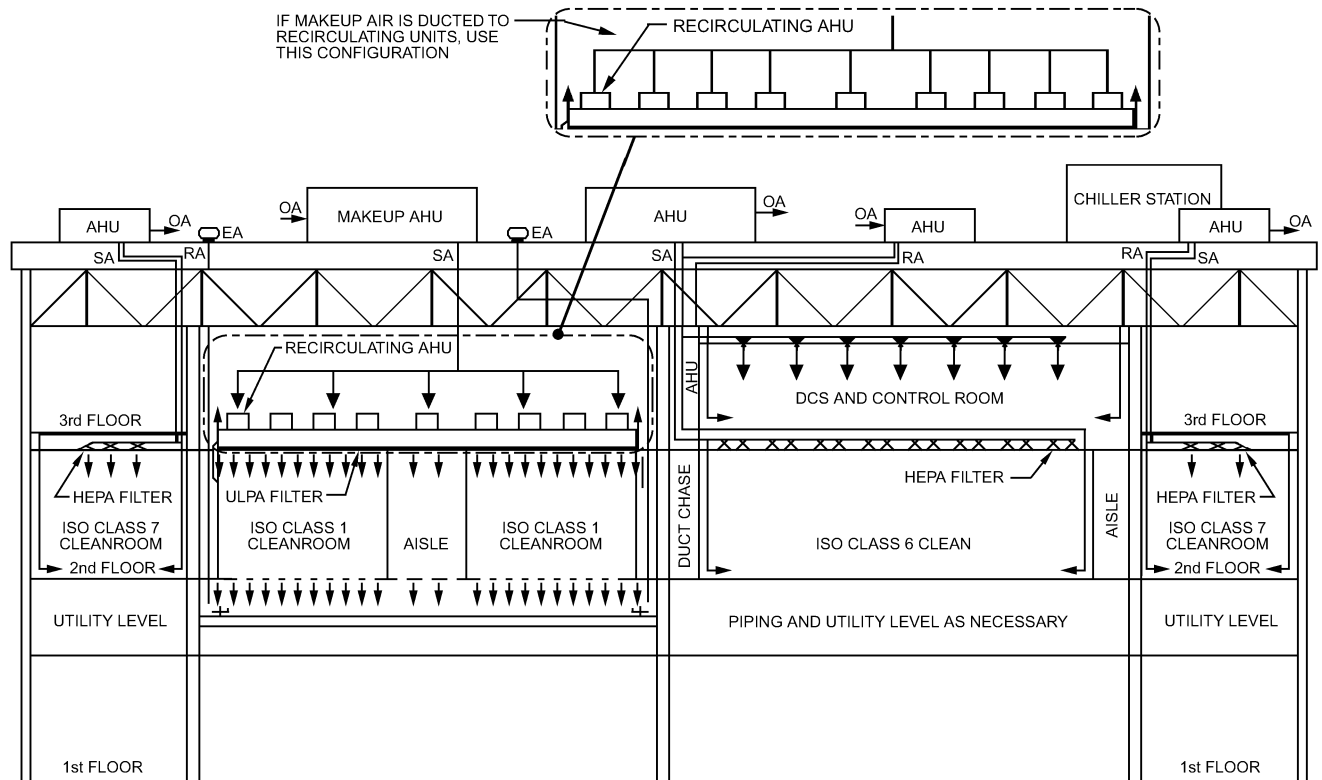 IF MAKEUP AIR IS DUCTED TO
RECIRCULATING UNITS, USE
THIS CONFIGURATION
RECIRCULATING AHU
CHILLER STATION
AHU
OA
EA
MAKEUP AHU
OA
EA
AHU
OA
OA
AHU
AHU
OA
SA
RA
SA
SA
RA
RA
SA
RECIRCULATING AHU
AHU
DCS AND CONTROL ROOM
3rd FLOOR
3rd FLOOR
HEPA FILTER
ULPA FILTER
HEPA FILTER
HEPA FILTER
DUCT CHASE
AISLE
ISO CLASS 7
CLEANROOM
ISO CLASS 1
CLEANROOM
AISLE
ISO CLASS 1
CLEANROOM
ISO CLASS 6 CLEAN
ISO CLASS 7
CLEANROOM
2nd FLOOR
2nd FLOOR
UTILITY LEVEL
PIPING AND UTILITY LEVEL AS NECESSARY
UTILITY LEVEL
1st FLOOR
1st FLOOR